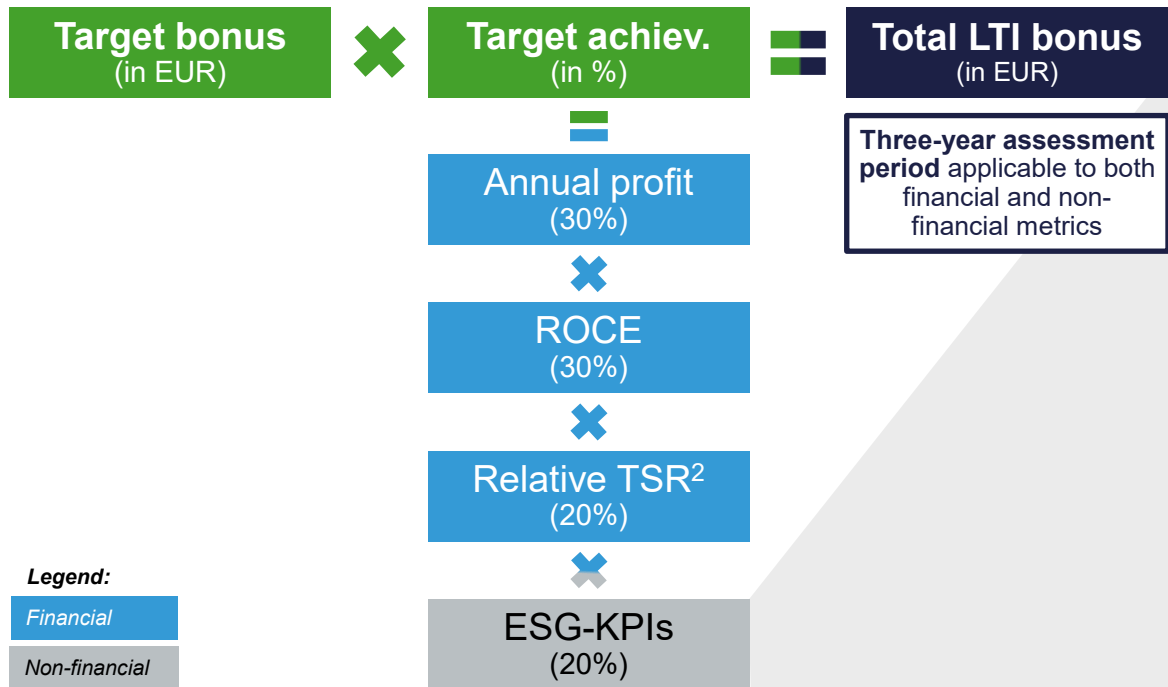 Target bonus
(in EUR)
Target achiev.
(in %)
Total LTI bonus
(in EUR)
Three-year assessment
period applicable to both
financial and non-
financial metrics
Annual profit
(30%)
ROCE
(30%)
Relative TSR²
(20%)
ESG-KPIs
(20%)
Legend:
Financial
Non-financial